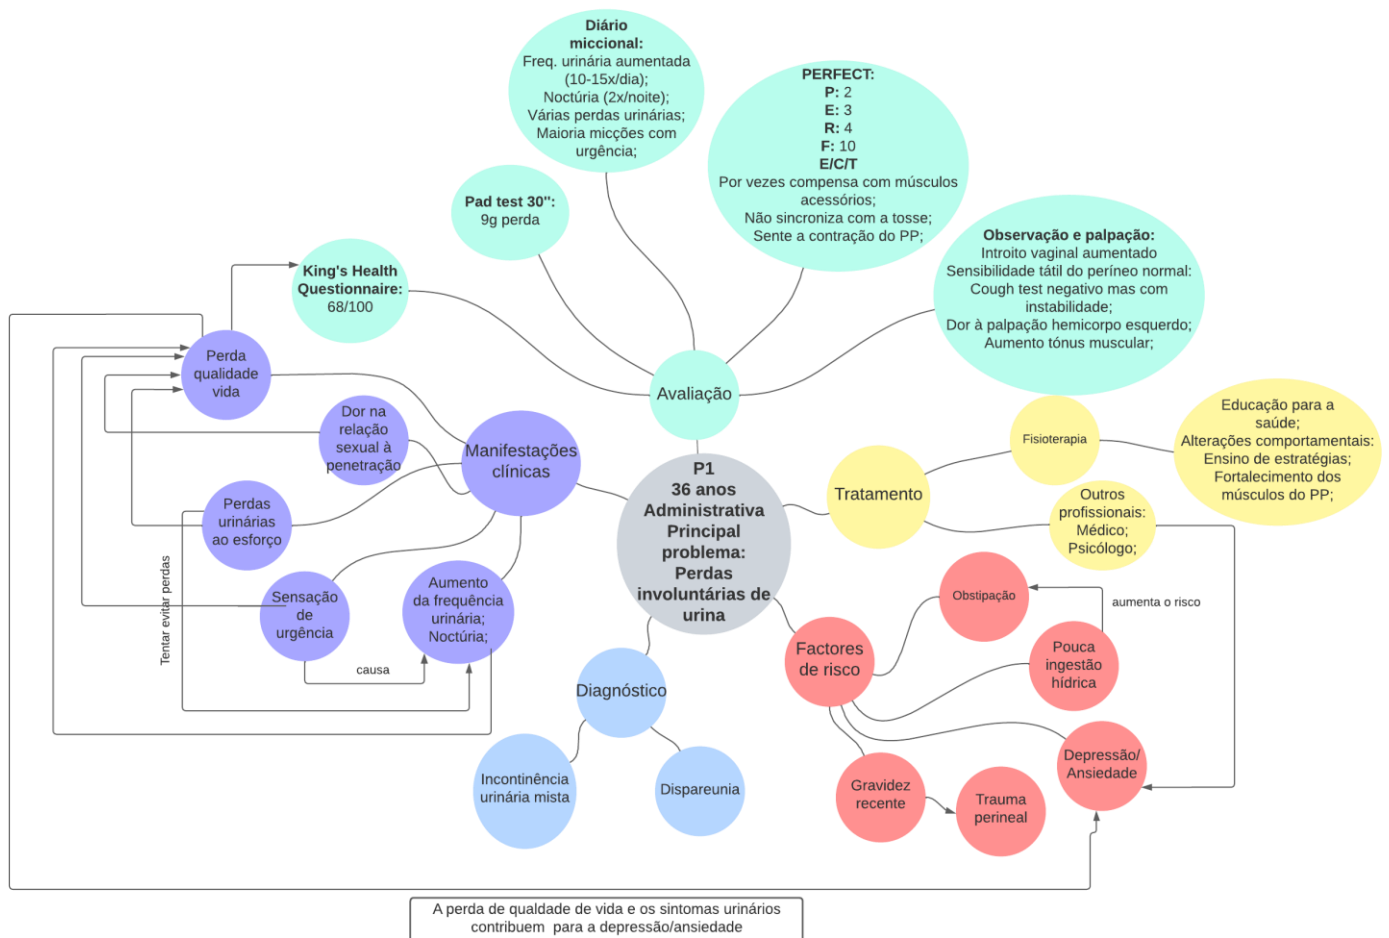 Diário
miccional:
Freq. urinária aumentada
(10-15x/dia);
Noctúria (2x/noite);
Várias perdas urinárias;
Maioria micções com
urgência;
PERFECT:
P: 2
E: 3
R: 4
F: 10
E/C/T
Por vezes compensa com músculos
acessórios;
Não sincroniza com a tosse;
Sente a contração do PP;
Pad test 30":
9g perda
Observação e palpação:
Introito vaginal aumentado
Sensibilidade tátil do períneo normal:
Cough test negativo mas com
instabilidade;
Dor à palpação hemicorpo esquerdo;
Aumento tónus muscular;
King's Health
Questionnaire:
68/100
Avaliação
Perda
qualidade
vida
Dor na
relação
sexual à
penetração
Manifestações
clínicas
Perdas
urinárias
ao esforço
Sensação
de
urgência
Aumento
da frequência
urinária;
Noctúria;
Tentar evitar perdas
causa
P1
36 anos
Administrativa
Principal
problema:
Perdas
involuntárias de
urina
Tratamento
Fisioterapia
Educação para a
saúde;
Alterações comportamentais:
Ensino de estratégias;
Fortalecimento dos
músculos do PP;
Outros
profissionais:
Médico;
Psicólogo;
Factores
de risco
Obstipação
aumenta o risco
Pouca
ingestão
hídrica
Depressão/
Ansiedade
Gravidez
recente
Trauma
perineal
Diagnóstico
Incontinência
urinária mista
Dispareunia
A perda de qualdade de vida e os sintomas urinários
contribuem para a depressão/ansiedade